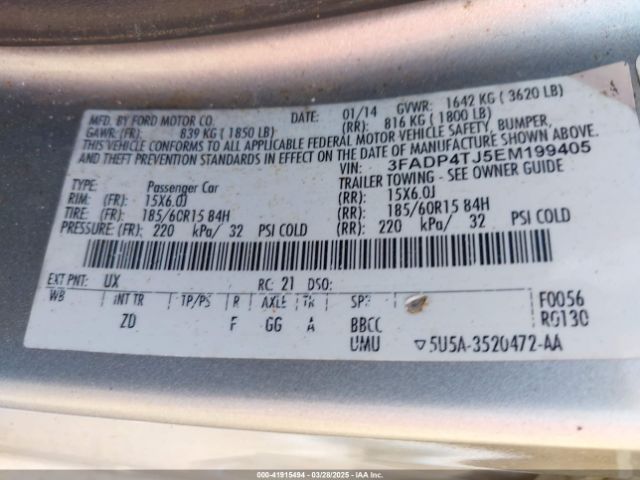 MFD. BY FORD MOTOR CO. DATE: 01/14 GVWR: 1642 KG ( 3620 LB)
GAWR: (FR): 839 KG ( 1850 LB) (RR): 816 KG ( 1800 LB)
THIS VEHICLE CONFORMS TO ALL APPLICABLE FEDERAL MOTOR VEHICLE SAFETY, BUMPER,
AND THEFT PREVENTION STANDARDS IN EFFECT ON THE DATE OF MANUFACTURE SHOWN ABOVE.
VIN: 3FADP4TJ5EM199405
TYPE: Passenger Car TRAILER TOWING - SEE OWNER GUIDE
RIM: (FR): 15X6.0J (RR): 15X6.0J
TIRE: (FR): 185/60R15 84H (RR): 185/60R15 84H
PRESSURE: (FR): 220 kPa/ 32 PSI COLD (RR): 220 kPa/ 32 PSI COLD
EXT PNT: UX RC: 21 DSO: F0056
WB INT TR TP/PS R AXLE TR SPR R0130
ZD F GG A BBCC
UMU ▽5U5A-3520472-AA
000-41915494 | 03/28/2025 | IAAI.COM